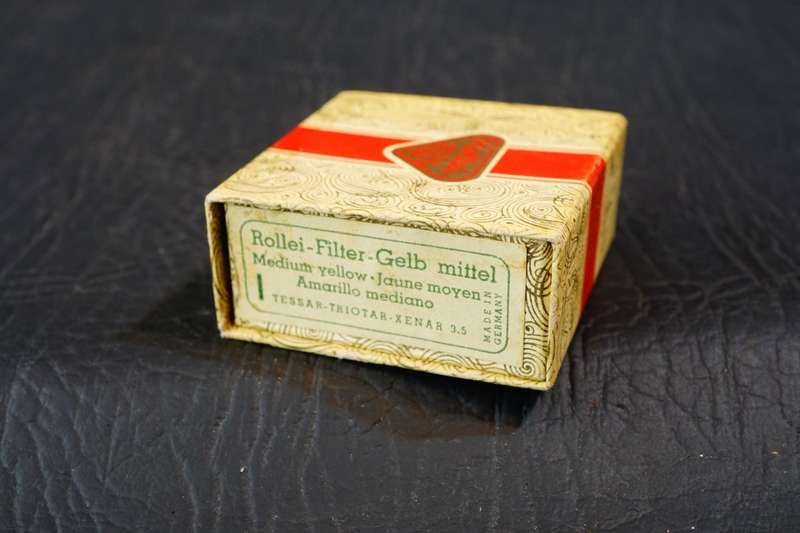 Rollei-Filter-Gelb mittel
Medium yellow·Jaune moyen
Amarillo mediano
I TESSAR-TRIOTAR-XENAR 3.5
MADE IN
GERMANY